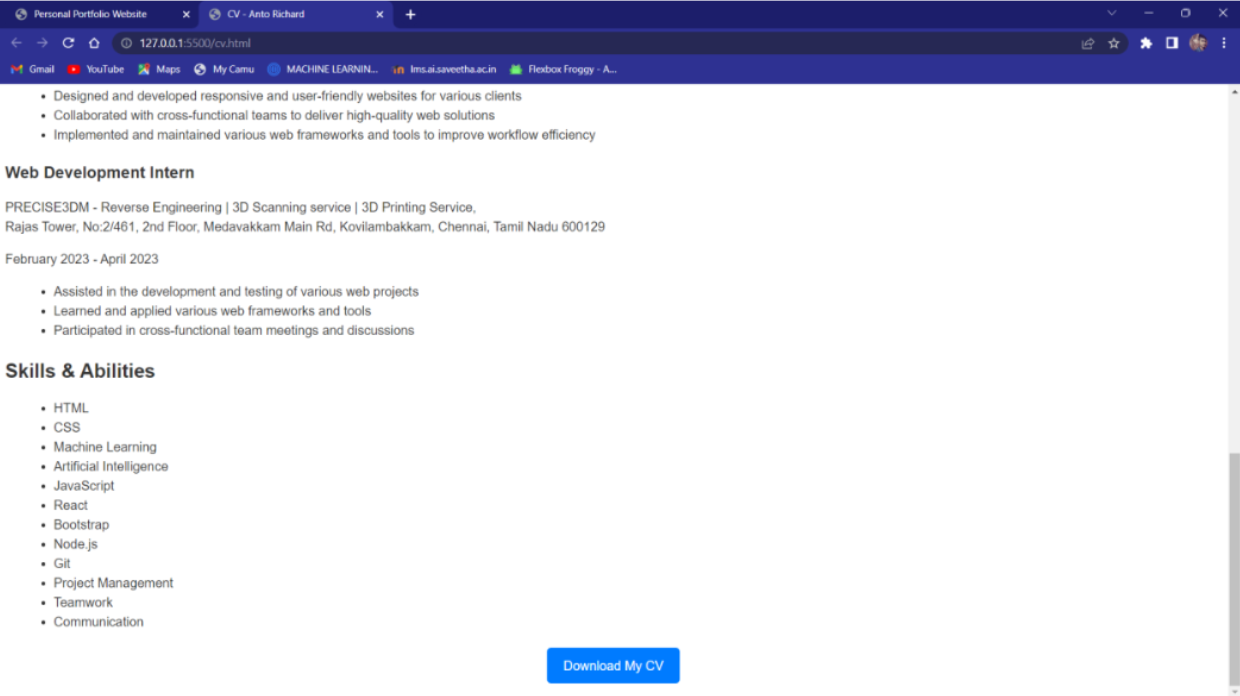 Personal Portfolio Website
CV - Anto Richard
127.0.0.1:5500/cv.html
Gmail YouTube Maps My Camu MACHINE LEARNIN... lms.ai.saveetha.ac.in Flexbox Froggy - A...
• Designed and developed responsive and user-friendly websites for various clients
• Collaborated with cross-functional teams to deliver high-quality web solutions
• Implemented and maintained various web frameworks and tools to improve workflow efficiency
Web Development Intern
PRECISE3DM - Reverse Engineering | 3D Scanning service | 3D Printing Service,
Rajas Tower, No:2/461, 2nd Floor, Medavakkam Main Rd, Kovilambakkam, Chennai, Tamil Nadu 600129
February 2023 - April 2023
• Assisted in the development and testing of various web projects
• Learned and applied various web frameworks and tools
• Participated in cross-functional team meetings and discussions
Skills & Abilities
• HTML
• CSS
• Machine Learning
• Artificial Intelligence
• JavaScript
• React
• Bootstrap
• Node.js
• Git
• Project Management
• Teamwork
• Communication
Download My CV